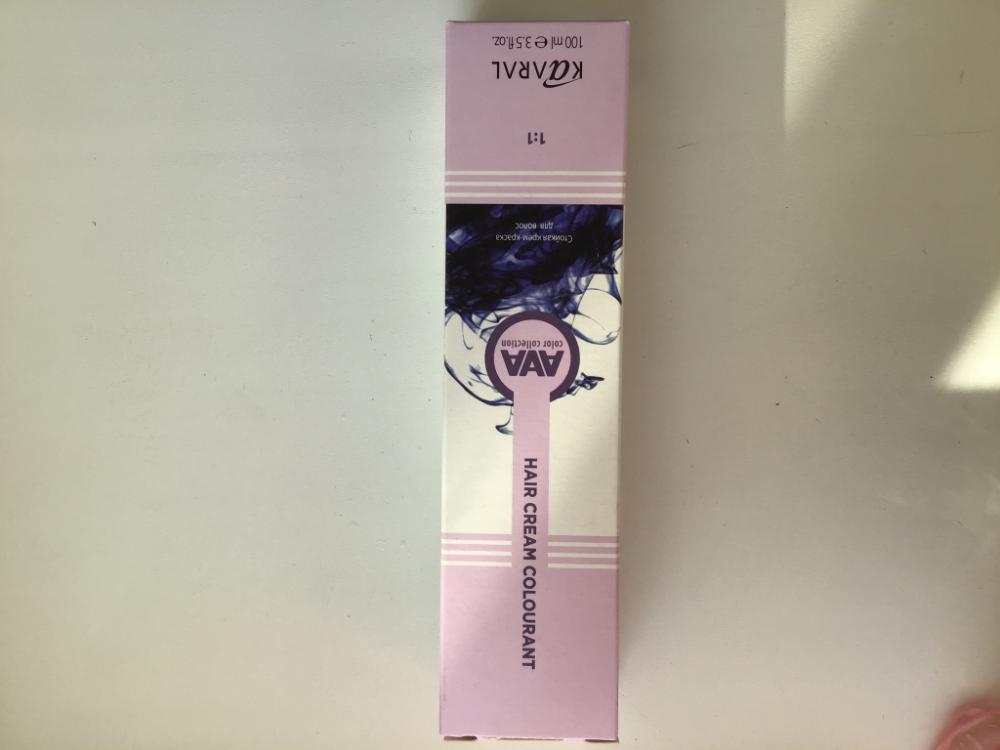 HAIR CREAM COLOURANT
AAA
color collection
Стойкая крем-краска
для волос
1:1
KAARAL
100 ml ℮ 3.5 fl.oz.